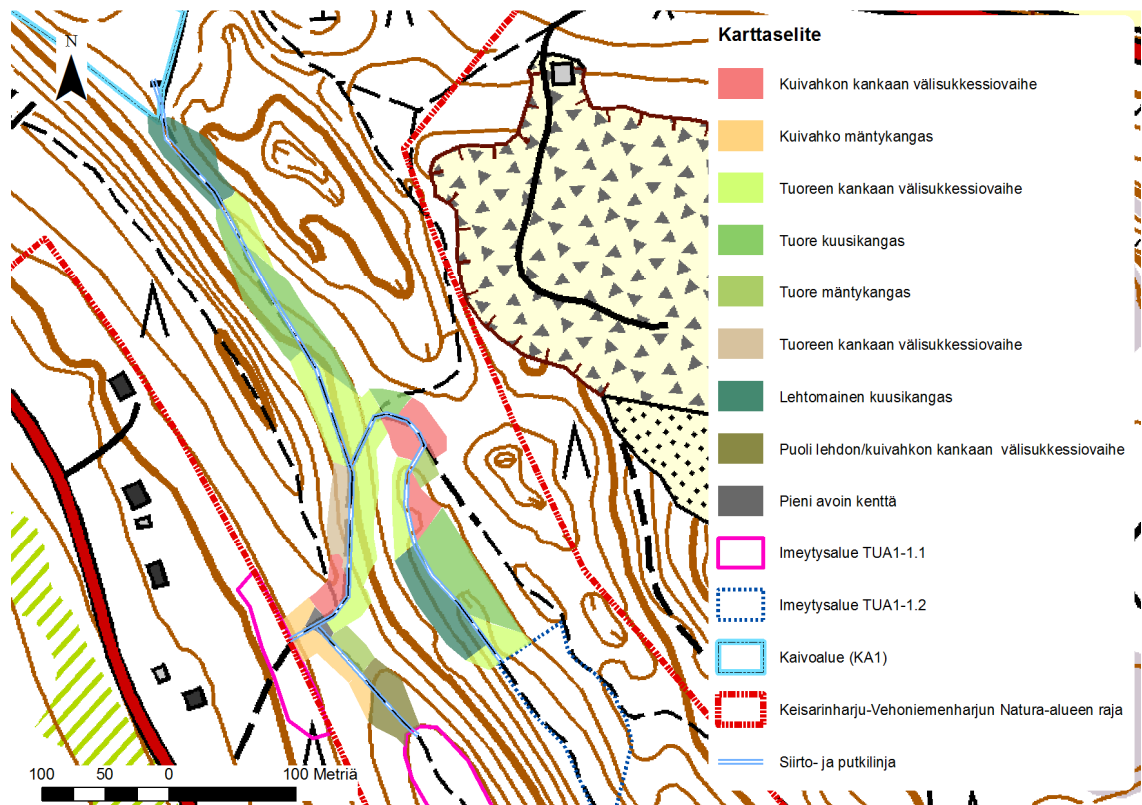 N
Karttaselite
Kuivahkon kankaan välisukkessiovaihe
Kuivahko mäntykangas
Tuoreen kankaan välisukkessiovaihe
Tuore kuusikangas
Tuore mäntykangas
Tuoreen kankaan välisukkessiovaihe
Lehtomainen kuusikangas
Puoli lehdon/kuivahkon kankaan välisukkessiovaihe
Pieni avoin kenttä
Imeytysalue TUA1-1.1
Imeytysalue TUA1-1.2
Kaivoalue (KA1)
Keisarinharju-Vehoniemenharjun Natura-alueen raja
Siirto- ja putkilinja
100 50 0 100 Metriä